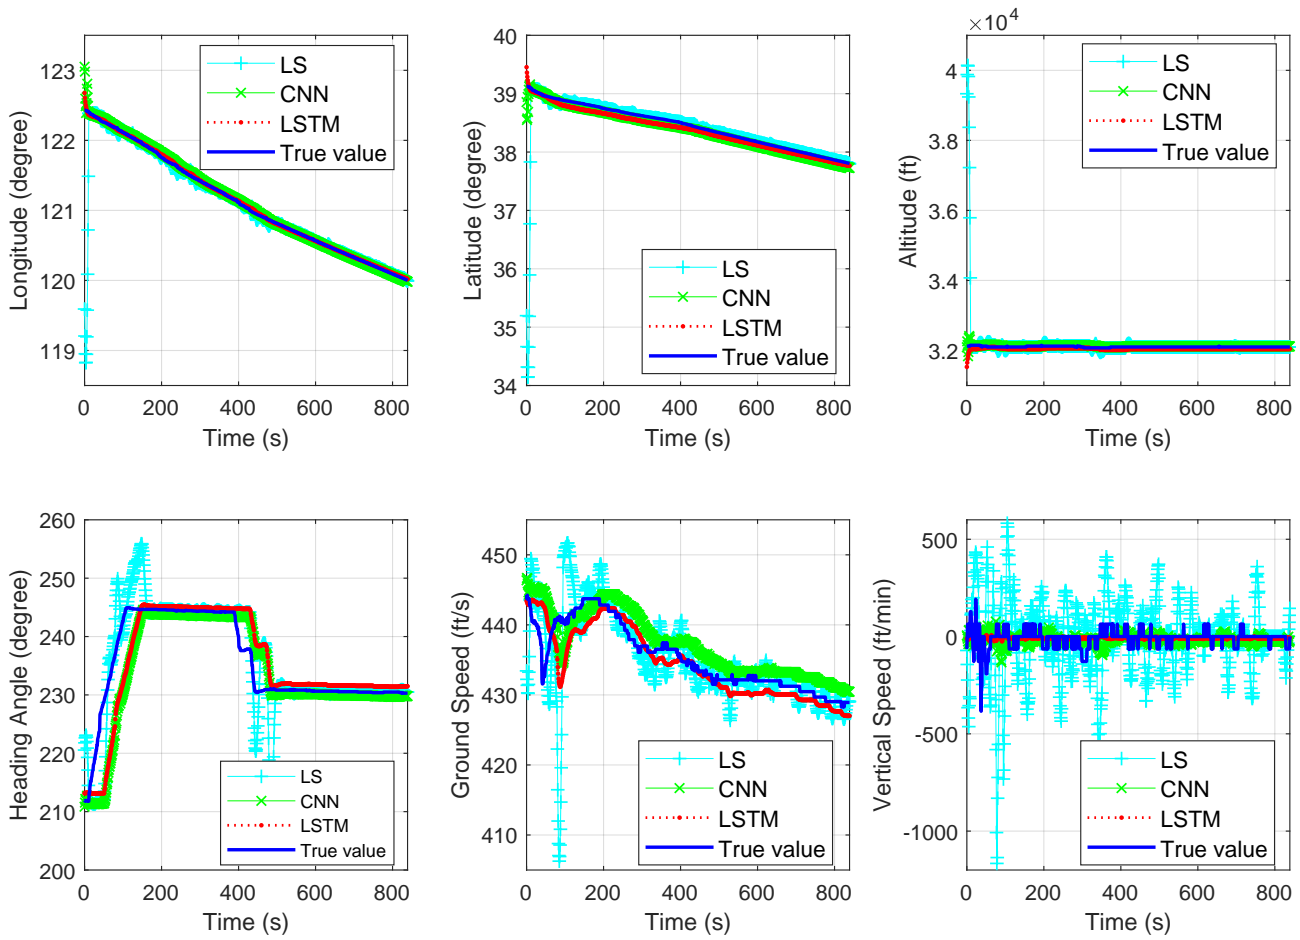 Longitude (degree)
123
122
121
120
119
0
200
400
600
800
Time (s)
LS
CNN
LSTM
True value
Latitude (degree)
40
39
38
37
36
35
34
0
200
400
600
800
Time (s)
LS
CNN
LSTM
True value
×10⁴
Altitude (ft)
4
3.8
3.6
3.4
3.2
0
200
400
600
800
Time (s)
LS
CNN
LSTM
True value
Heading Angle (degree)
260
250
240
230
220
210
200
0
200
400
600
800
Time (s)
LS
CNN
LSTM
True value
Ground Speed (ft/s)
450
440
430
420
410
0
200
400
600
800
Time (s)
LS
CNN
LSTM
True value
Vertical Speed (ft/min)
500
0
-500
-1000
0
200
400
600
800
Time (s)
LS
CNN
LSTM
True value